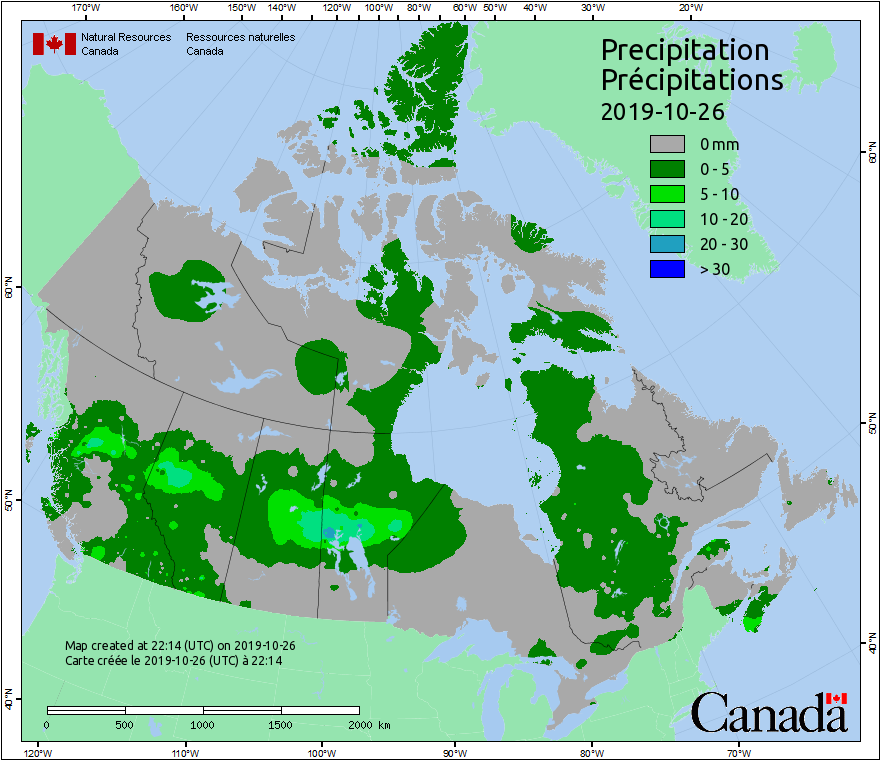 170°W 160°W 150°W 140°W 130°W 120°W 110°W 100°W 90°W 80°W 60°W 50°W 40°W 30°W 20°W
Natural Resources Ressources naturelles
Canada Canada
Precipitation
Précipitations
2019-10-26
0 mm
0 - 5
5 - 10
10 - 20
20 - 30
> 30
60°N 60°N
50°N 50°N
40°N 40°N
Map created at 22:14 (UTC) on 2019-10-26
Carte créée le 2019-10-26 (UTC) à 22:14
0 500 1000 1500 2000 km
Canada
120°W 110°W 100°W 90°W 80°W 70°W